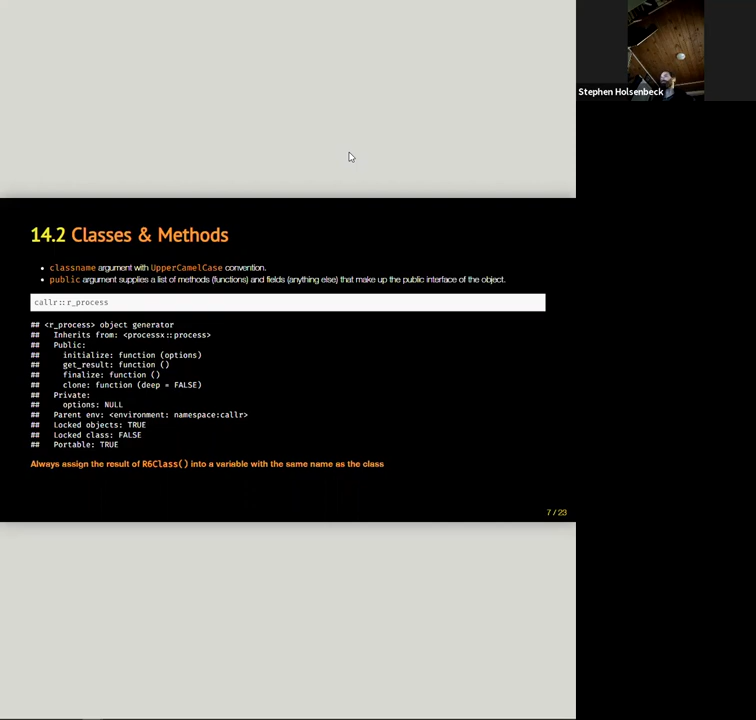 Stephen Holsenbeck
14.2 Classes & Methods
• classname argument with UpperCamelCase convention.
• public argument supplies a list of methods (functions) and fields (anything else) that make up the public interface of the object.
callr::r_process
## <r_process> object generator
##   Inherits from: <processx::process>
##   Public:
##     initialize: function (options)
##     get_result: function ()
##     finalize: function ()
##     clone: function (deep = FALSE)
##   Private:
##     options: NULL
##   Parent env: <environment: namespace:callr>
##   Locked objects: TRUE
##   Locked class: FALSE
##   Portable: TRUE
Always assign the result of R6Class() into a variable with the same name as the class
7 / 23